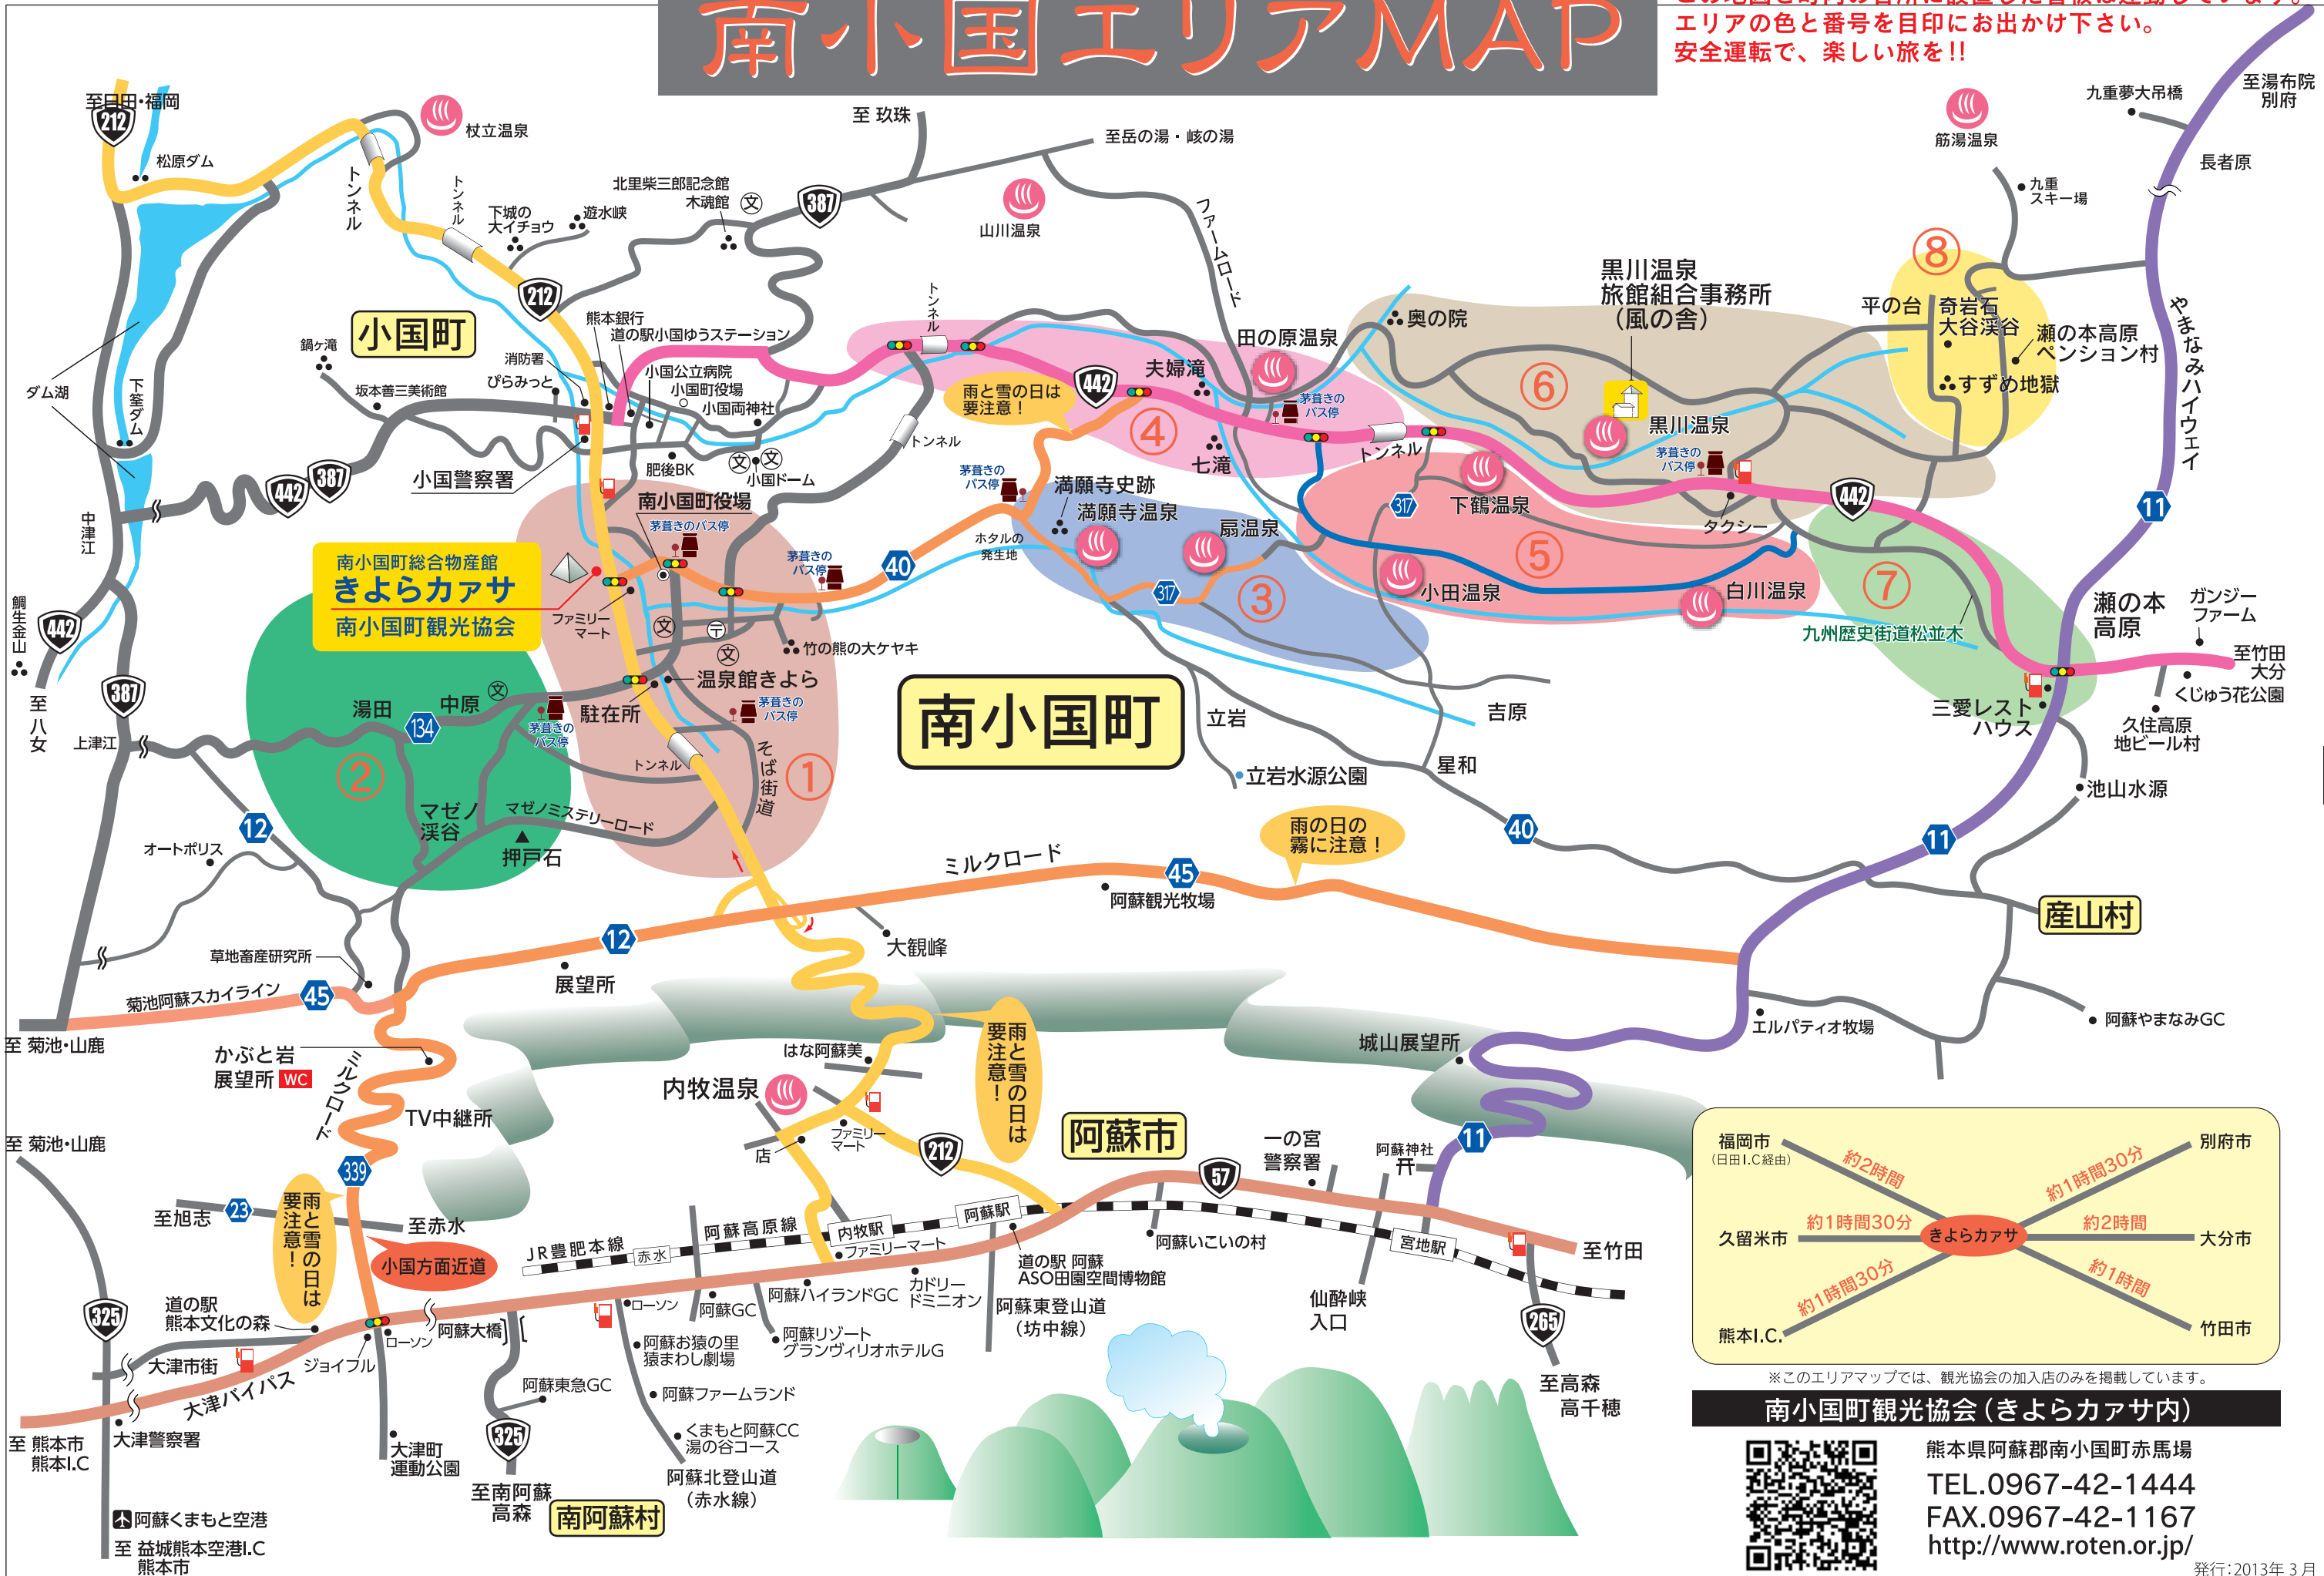 南小国エリアMAP
エリアの色と番号を目印にお出かけ下さい。
安全運転で、楽しい旅を!!
至日田・福岡
212
杖立温泉
松原ダム
トンネル
トンネル
下城の
大イチョウ
遊水峡
北里柴三郎記念館
木魂館
文
387
至 玖珠
至岳の湯・岐の湯
山川温泉
ファームロード
筋湯温泉
九重夢大吊橋
至湯布院
別府
長者原
九重
スキー場
やまなみハイウェイ
212
小国町
鍋ヶ滝
坂本善三美術館
熊本銀行
道の駅小国ゆうステーション
消防署
ぴらみっと
小国公立病院
小国町役場
小国両神社
肥後BK
文
文
小国ドーム
小国警察署
トンネル
トンネル
ダム湖
下筌ダム
442
387
中津江
鯛生金山
442
至 八女
387
上津江
雨と雪の日は
要注意！
442
夫婦滝
④
七滝
田の原温泉
茅葺きの
バス停
トンネル
奥の院
⑥
黒川温泉
旅館組合事務所
（風の舎）
黒川温泉
茅葺きの
バス停
タクシー
442
⑧
平の台
奇岩石
大谷渓谷
瀬の本高原
ペンション村
すずめ地獄
11
南小国町役場
茅葺きのバス停
茅葺きの
バス停
40
茅葺きの
バス停
満願寺史跡
満願寺温泉
ホタルの
発生地
扇温泉
317
③
317
下鶴温泉
⑤
小田温泉
白川温泉
⑦
九州歴史街道松並木
瀬の本
高原
ガンジー
ファーム
至竹田
大分
くじゅう花公園
久住高原
地ビール村
三愛レスト
ハウス
池山水源
南小国町総合物産館
きよらカァサ
南小国町観光協会
ファミリー
マート
文
〒
文
竹の熊の大ケヤキ
温泉館きよら
駐在所
茅葺きの
バス停
トンネル
そば街道
①
湯田
134
中原
文
茅葺きの
バス停
②
マゼノ
渓谷
マゼノミステリーロード
押戸石
南小国町
立岩
立岩水源公園
吉原
星和
40
11
産山村
12
オートポリス
草地畜産研究所
菊池阿蘇スカイライン
45
至 菊池・山鹿
12
展望所
ミルクロード
45
阿蘇観光牧場
雨の日の
霧に注意！
大観峰
エルパティオ牧場
阿蘇やまなみGC
かぶと岩
展望所 WC
ミルクロード
TV中継所
339
至 菊池・山鹿
至旭志
23
至赤水
雨と雪の日は
要注意！
小国方面近道
はな阿蘇美
内牧温泉
ファミリー
マート
店
212
雨と雪の日は
要注意！
阿蘇市
城山展望所
11
一の宮
警察署
阿蘇神社
57
JR豊肥本線
赤水
阿蘇高原線
内牧駅
阿蘇駅
宮地駅
至竹田
ファミリーマート
道の駅 阿蘇
ASO田園空間博物館
阿蘇いこいの村
仙酔峡
入口
265
至高森
高千穂
325
道の駅
熊本文化の森
大津市街
ジョイフル
ローソン
阿蘇大橋
大津バイパス
大津警察署
至 熊本市
熊本I.C
大津町
運動公園
阿蘇東急GC
325
至南阿蘇
高森
南阿蘇村
ローソン
阿蘇GC
阿蘇ハイランドGC
カドリー
ドミニオン
阿蘇東登山道
（坊中線）
阿蘇お猿の里
猿まわし劇場
阿蘇リゾート
グランヴィリオホテルG
阿蘇ファームランド
くまもと阿蘇CC
湯の谷コース
阿蘇北登山道
（赤水線）
阿蘇くまもと空港
至 益城熊本空港I.C
熊本市
福岡市
（日田I.C経由）
約2時間
約1時間30分
別府市
久留米市
約1時間30分
きよらカァサ
約2時間
大分市
熊本I.C.
約1時間30分
約1時間
竹田市
※このエリアマップでは、観光協会の加入店のみを掲載しています。
南小国町観光協会（きよらカァサ内）
熊本県阿蘇郡南小国町赤馬場
TEL.0967-42-1444
FAX.0967-42-1167
http://www.roten.or.jp/
発行：2013年 3月